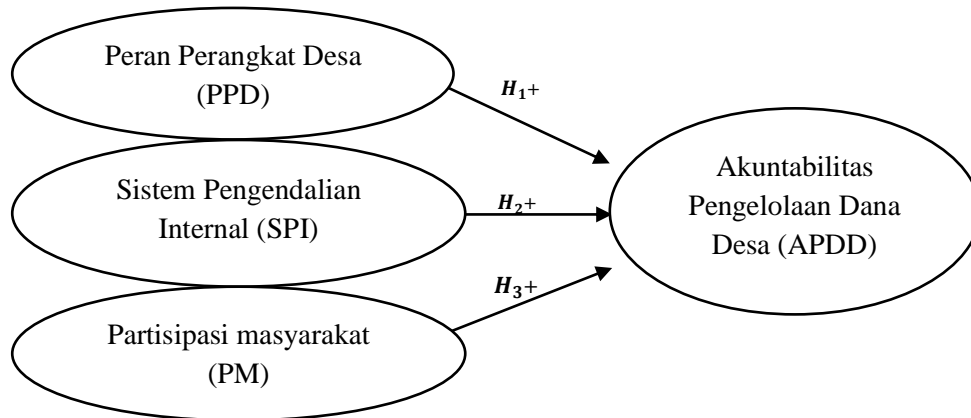 Peran Perangkat Desa
(PPD)
H₁+
Sistem Pengendalian
Internal (SPI)
H₂+
Partisipasi masyarakat
(PM)
H₃+
Akuntabilitas
Pengelolaan Dana
Desa (APDD)